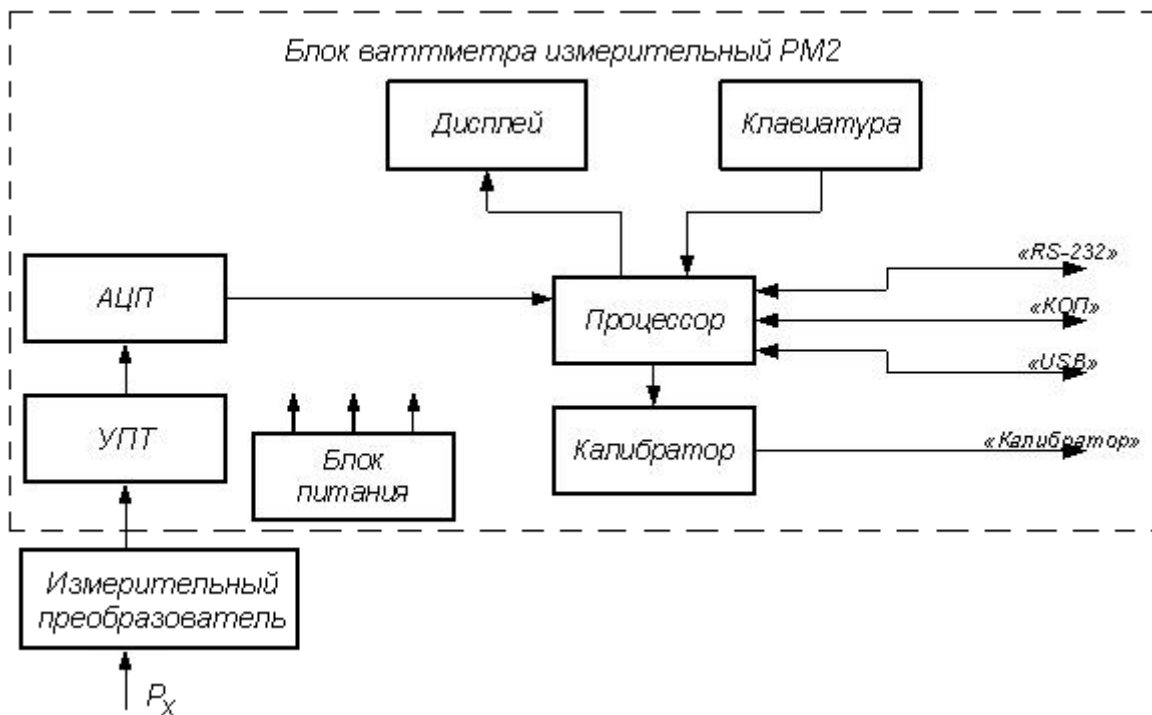 Блок ваттметра измерительный РМ2
Дисплей
Клавиатура
АЦП
Процессор
«RS-232»
«КОП»
«USB»
УПТ
Блок
питания
Калибратор
«Калибратор»
Измерительный
преобразователь
PX